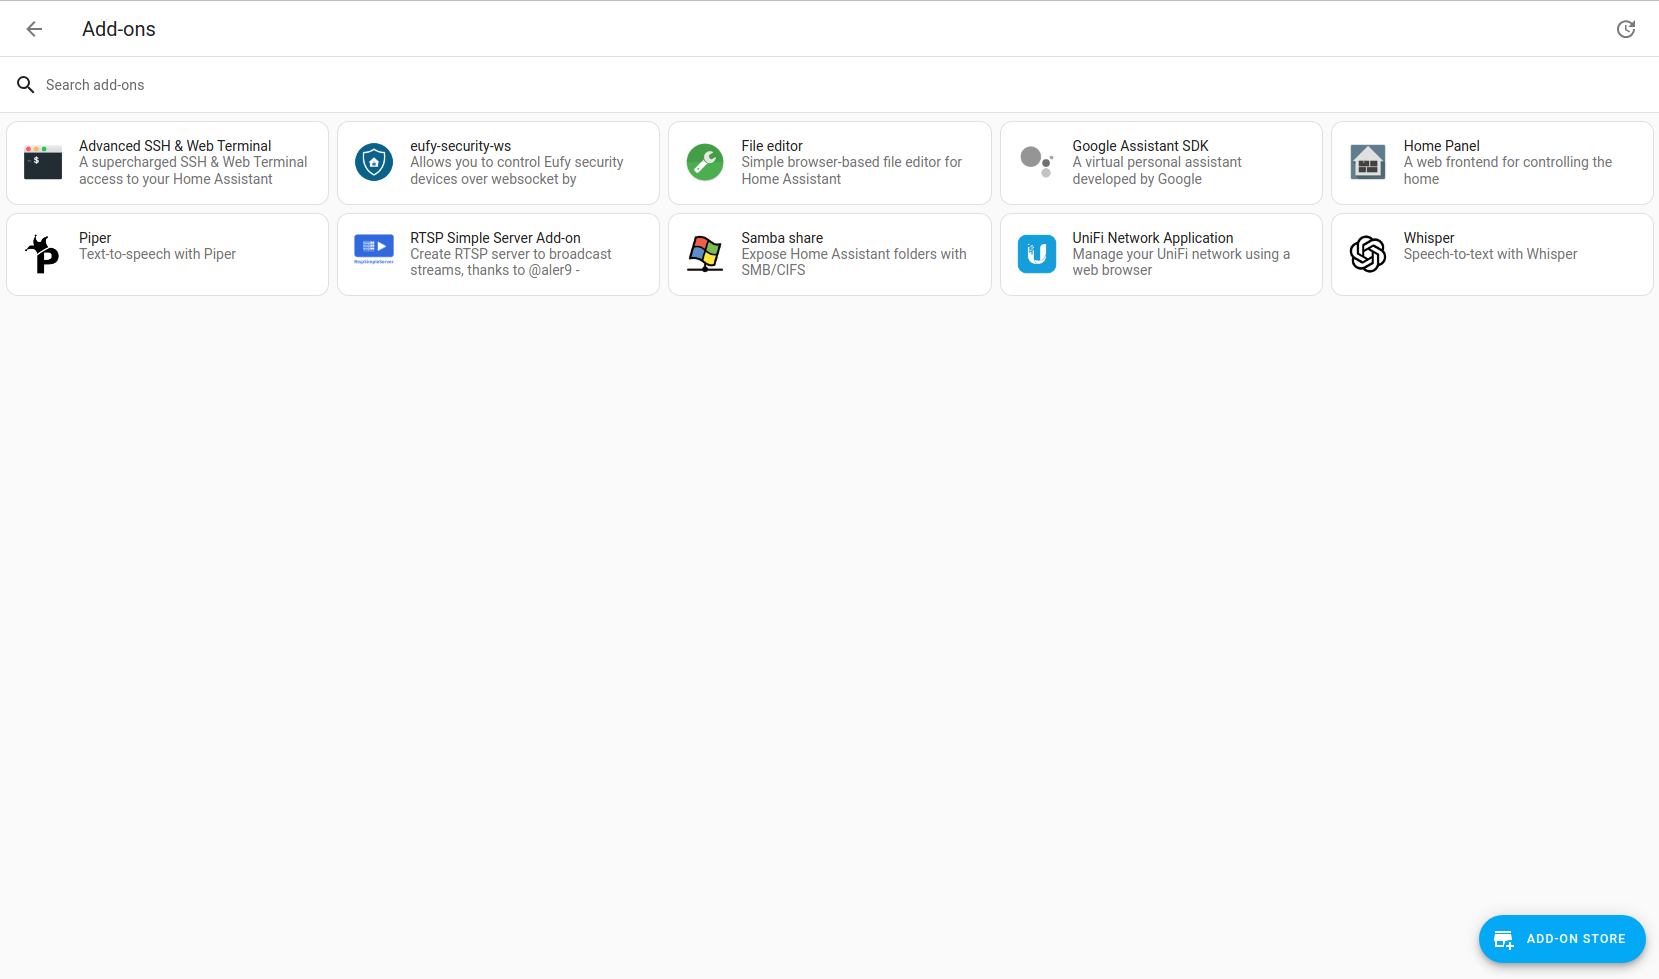 Add-ons
Search add-ons
Advanced SSH & Web Terminal
A supercharged SSH & Web Terminal
access to your Home Assistant
eufy-security-ws
Allows you to control Eufy security
devices over websocket by
File editor
Simple browser-based file editor for
Home Assistant
Google Assistant SDK
A virtual personal assistant
developed by Google
Home Panel
A web frontend for controlling the
home
Piper
Text-to-speech with Piper
RTSP Simple Server Add-on
Create RTSP server to broadcast
streams, thanks to @aler9 -
Samba share
Expose Home Assistant folders with
SMB/CIFS
UniFi Network Application
Manage your UniFi network using a
web browser
Whisper
Speech-to-text with Whisper
ADD-ON STORE